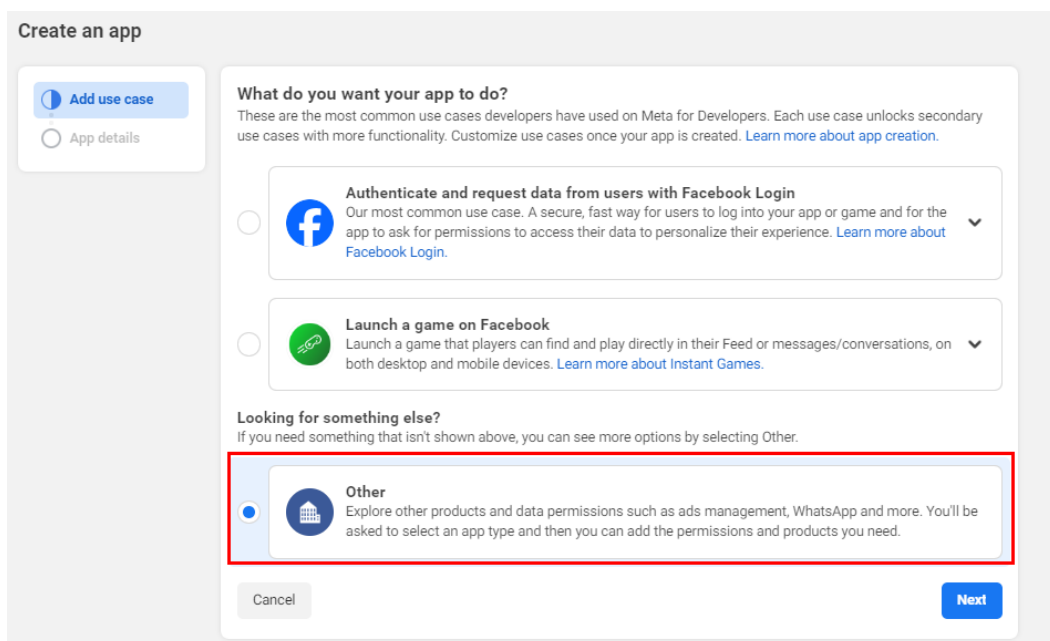 Create an app
Add use case
App details
What do you want your app to do?
These are the most common use cases developers have used on Meta for Developers. Each use case unlocks secondary
use cases with more functionality. Customize use cases once your app is created. Learn more about app creation.
Authenticate and request data from users with Facebook Login
Our most common use case. A secure, fast way for users to log into your app or game and for the
app to ask for permissions to access their data to personalize their experience. Learn more about
Facebook Login.
Launch a game on Facebook
Launch a game that players can find and play directly in their Feed or messages/conversations, on
both desktop and mobile devices. Learn more about Instant Games.
Looking for something else?
If you need something that isn't shown above, you can see more options by selecting Other.
Other
Explore other products and data permissions such as ads management, WhatsApp and more. You'll be
asked to select an app type and then you can add the permissions and products you need.
Cancel
Next